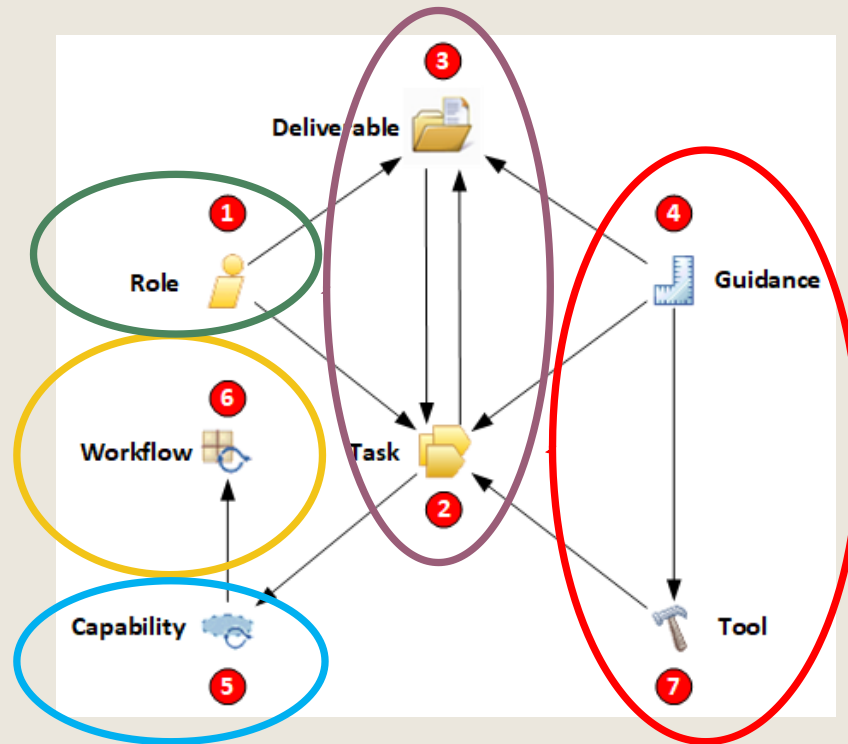 3
Deliverable
1
4
Role
Guidance
6
Workflow
Task
2
Capability
Tool
5
7